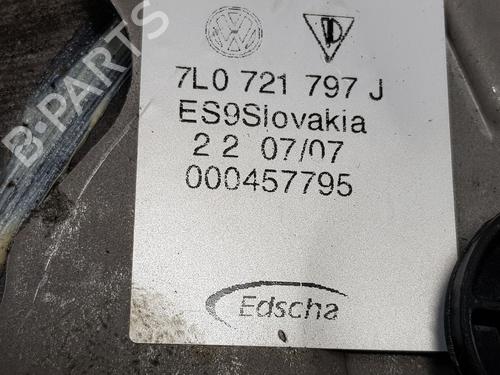 7L0 721 797 J
ES9Slovakia
2 2 07/07
000457795
Edscha
B-PARTS